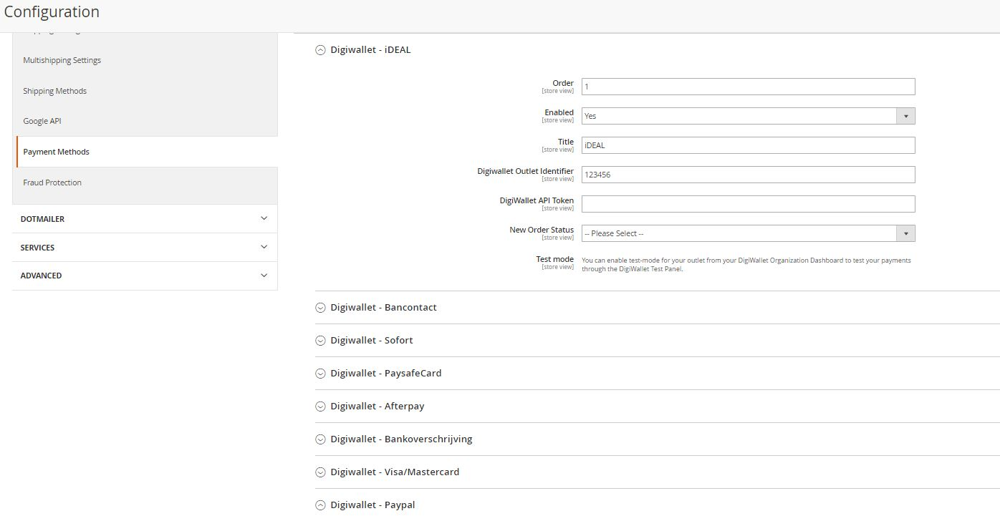 Configuration
Multishipping Settings
Shipping Methods
Google API
Payment Methods
Fraud Protection
DOTMAILER
SERVICES
ADVANCED
Digiwallet - iDEAL
Order
[store view]
1
Enabled
[store view]
Yes
Title
[store view]
iDEAL
Digiwallet Outlet Identifier
[store view]
123456
DigiWallet API Token
[store view]
New Order Status
[store view]
-- Please Select --
Test mode
[store view]
You can enable test-mode for your outlet from your DigiWallet Organization Dashboard to test your payments
through the DigiWallet Test Panel.
Digiwallet - Bancontact
Digiwallet - Sofort
Digiwallet - PaysafeCard
Digiwallet - Afterpay
Digiwallet - Bankoverschrijving
Digiwallet - Visa/Mastercard
Digiwallet - Paypal